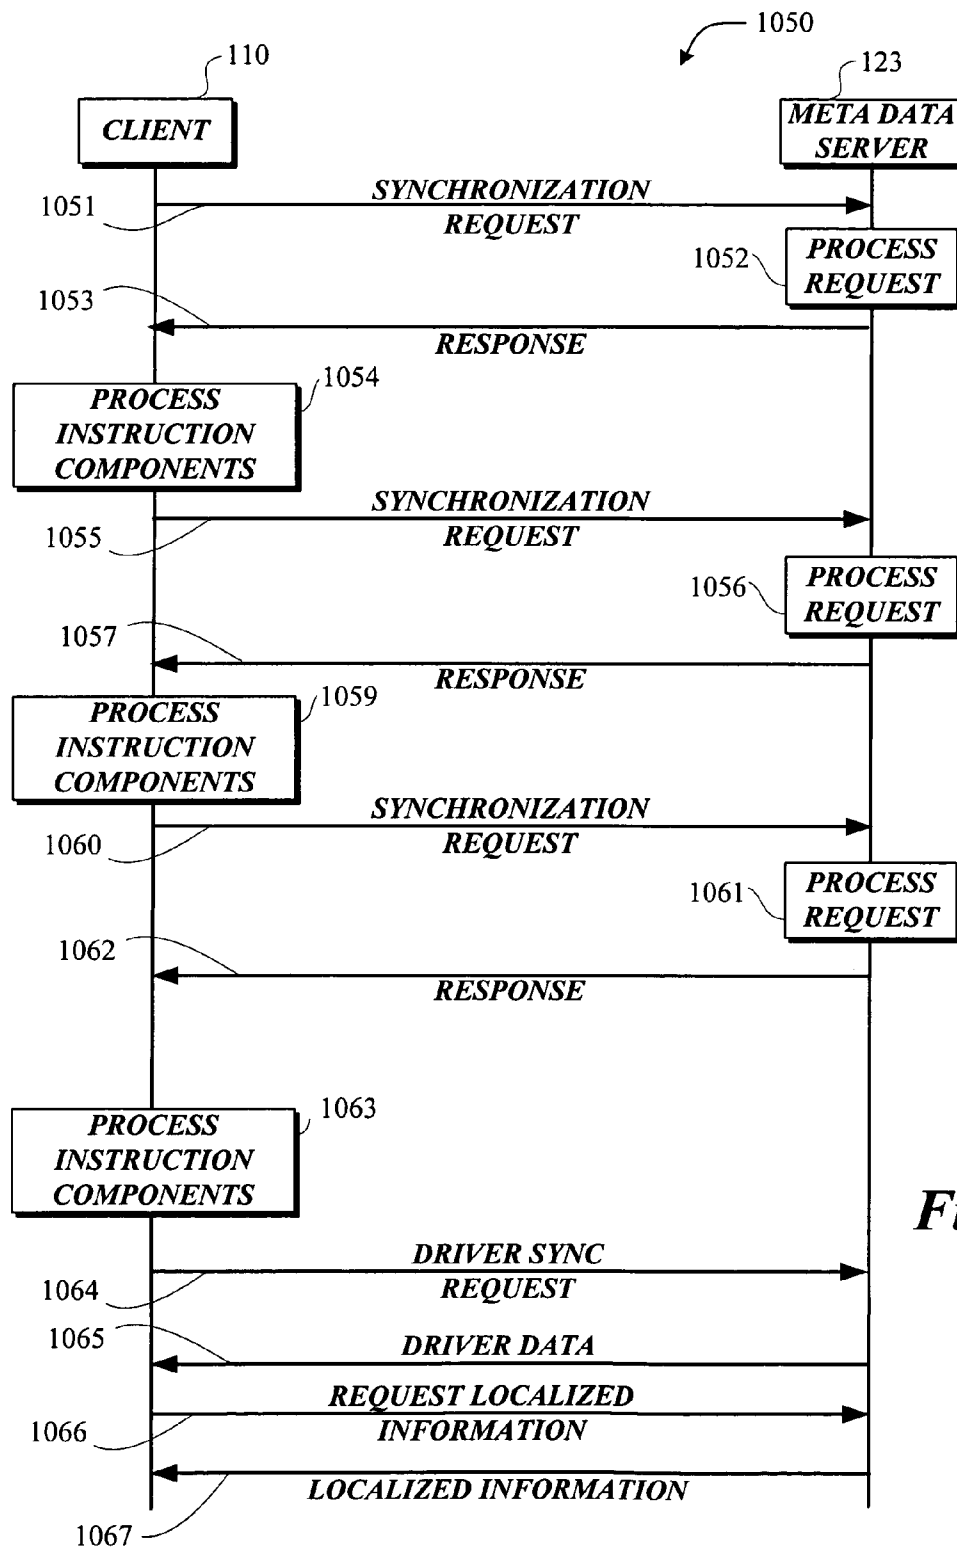 1050
110
123
CLIENT
META DATA
SERVER
1051
SYNCHRONIZATION
REQUEST
1052
PROCESS
REQUEST
1053
RESPONSE
1054
PROCESS
INSTRUCTION
COMPONENTS
1055
SYNCHRONIZATION
REQUEST
1056
PROCESS
REQUEST
1057
RESPONSE
1059
PROCESS
INSTRUCTION
COMPONENTS
1060
SYNCHRONIZATION
REQUEST
1061
PROCESS
REQUEST
1062
RESPONSE
1063
PROCESS
INSTRUCTION
COMPONENTS
1064
DRIVER SYNC
REQUEST
1065
DRIVER DATA
1066
REQUEST LOCALIZED
INFORMATION
1067
LOCALIZED INFORMATION